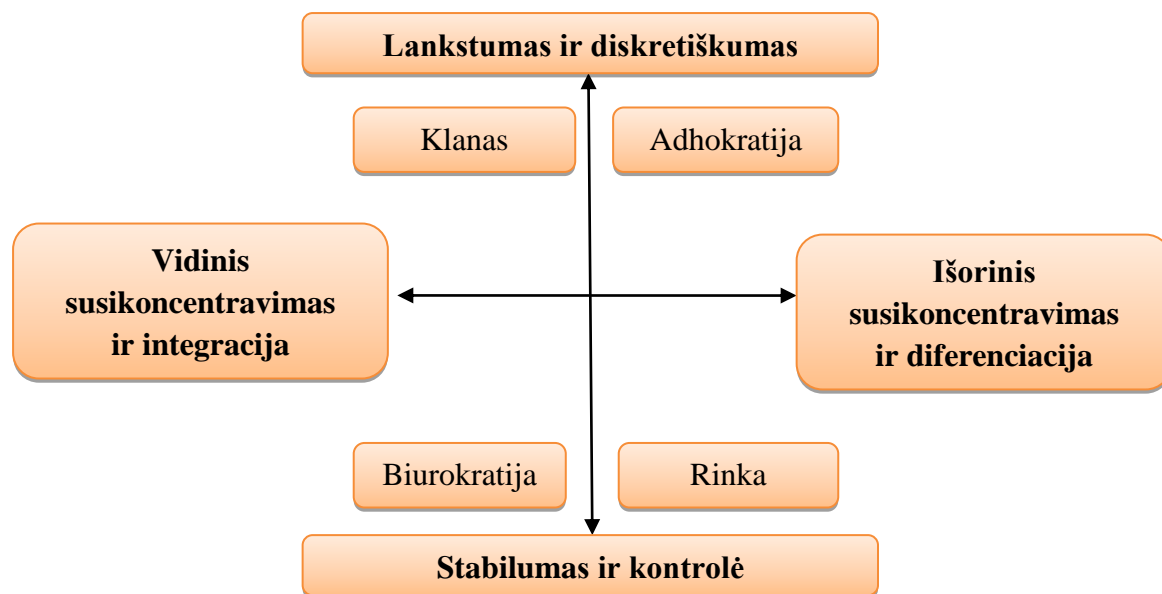 Lankstumas ir diskretiškumas
Klanas
Adhokratija
Vidinis
susikoncentravimas
ir integracija
Išorinis
susikoncentravimas
ir diferenciacija
Biurokratija
Rinka
Stabilumas ir kontrolė